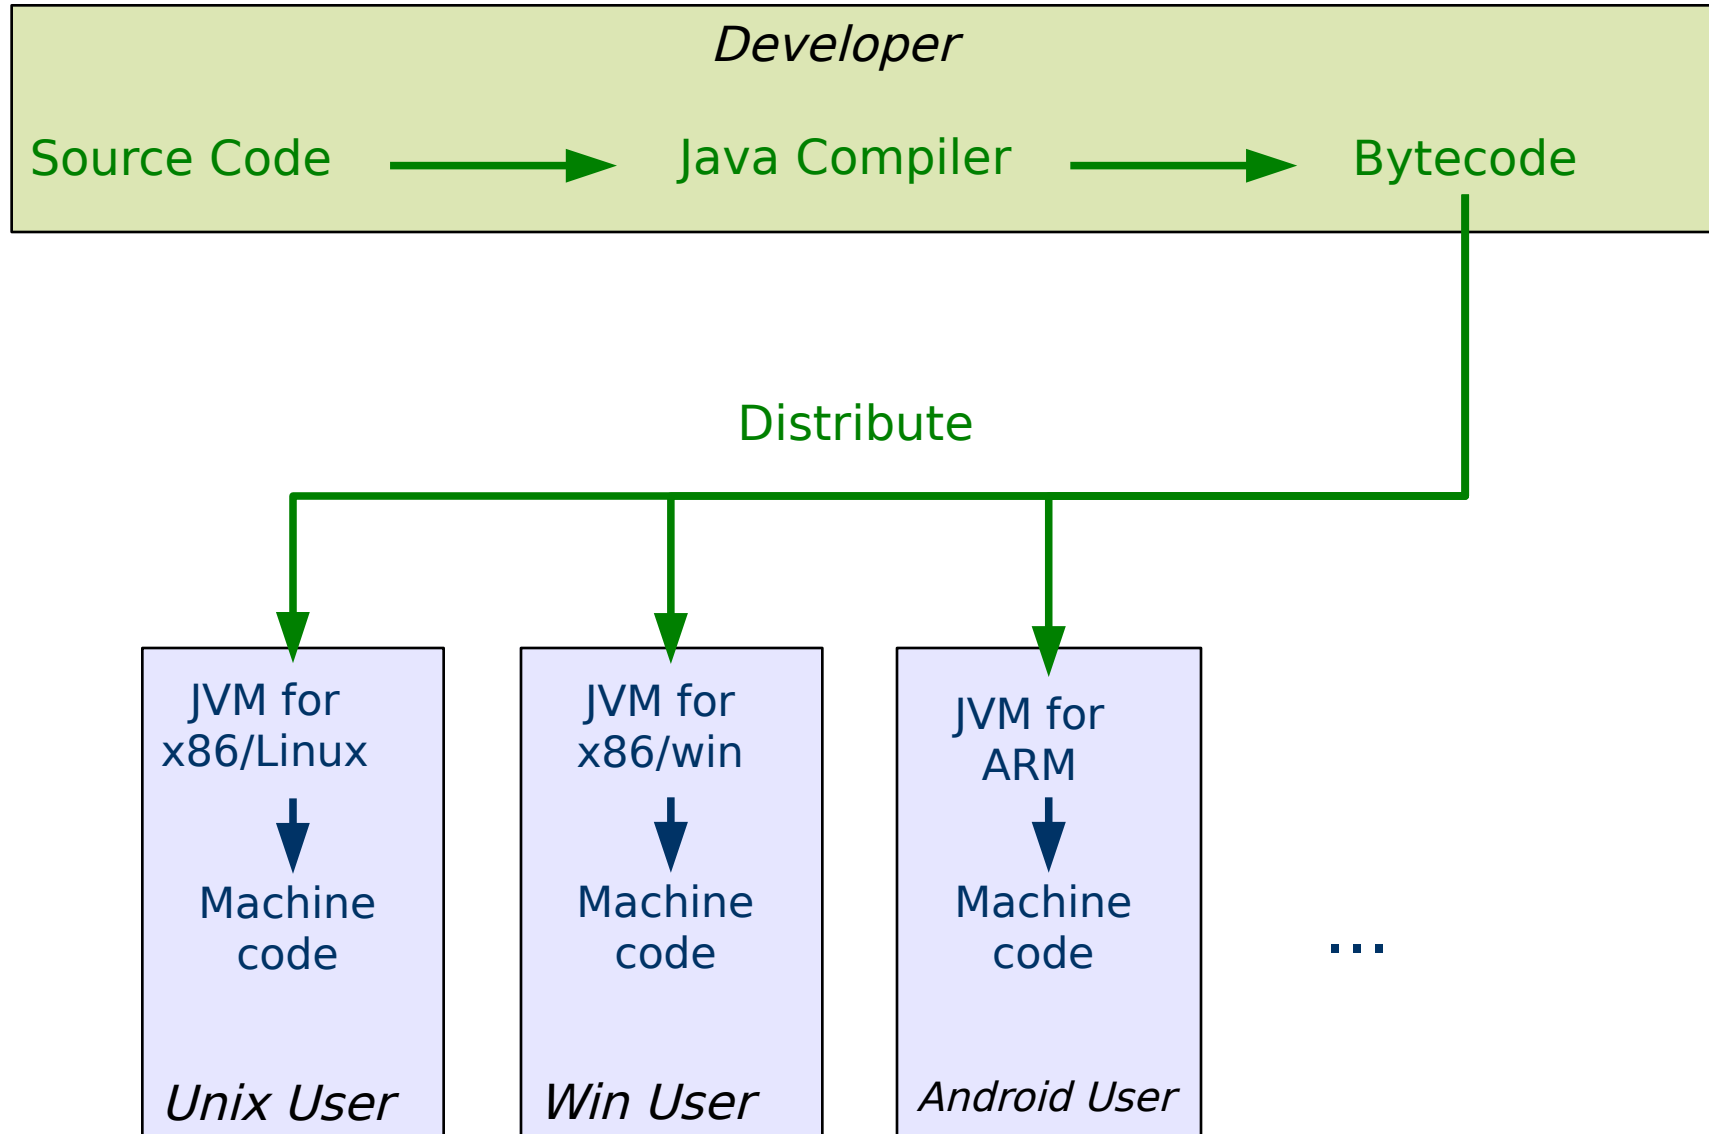 Developer
Source Code
Java Compiler
Bytecode
Distribute
JVM for
x86/Linux
Machine
code
Unix User
JVM for
x86/win
Machine
code
Win User
JVM for
ARM
Machine
code
Android User
...